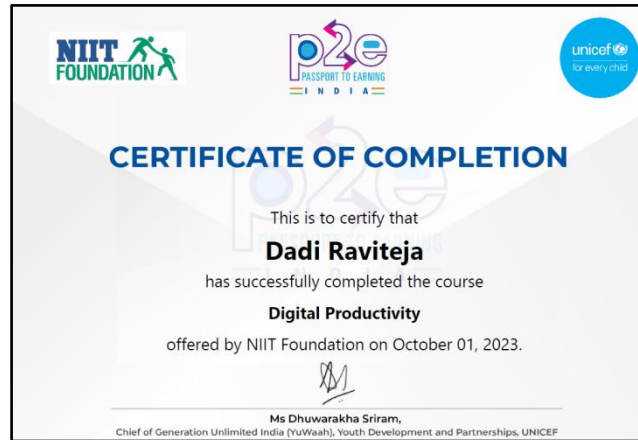 NIIT
FOUNDATION
p2e
PASSPORT TO EARNING
INDIA
unicef
for every child
CERTIFICATE OF COMPLETION
This is to certify that
Dadi Raviteja
has successfully completed the course
Digital Productivity
offered by NIIT Foundation on October 01, 2023.
Ms Dhuwarakha Sriram,
Chief of Generation Unlimited India (YuWaah), Youth Development and Partnerships, UNICEF